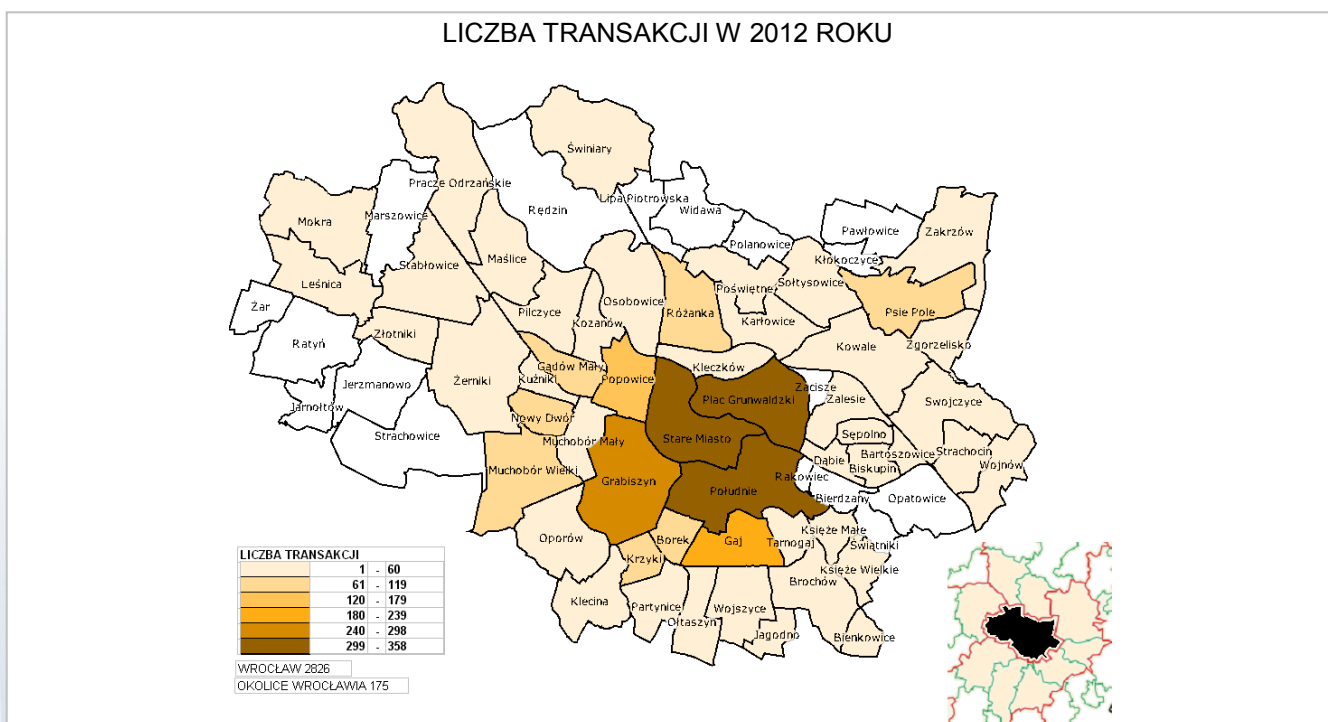 LICZBA TRANSAKCJI W 2012 ROKU
Świniary
Pracze Odrzańskie
Lipa Piotrowska
Marszowice
Rędzin
Widawa
Mokra
Pawłowice
Zakrzów
Polanowice
Maślice
Kłokoczyce
Stabłowice
Leśnica
Poświętne
Sołtysowice
Żar
Osobowice
Pilczyce
Różanka
Psie Pole
Kozanów
Karłowice
Złotniki
Ratyń
Kowale
Zgorzelisko
Gądów Mały
Kleczków
Żerniki
Kuźniki
Popowice
Jerzmanowo
Zacisze
Plac Grunwaldzki
Zalesie
Swojczyce
Jarnołtów
Nowy Dwór
Strachowice
Muchobór Mały
Stare Miasto
Sępolno
Strachocin
Bartoszowice
Dąbie
Wojnów
Muchobór Wielki
Biskupin
Rakowiec
Grabiszyn
Południe
Bierdzany
Opatowice
Księże Małe
Oporów
Borek
Gaj
Tarnogaj
Świątniki
Krzyki
Księże Wielkie
Brochów
Klecina
Partynice
Wojszyce
Ołtaszyn
Jagodno
Bieńkowice
LICZBA TRANSAKCJI
1 - 60
61 - 119
120 - 179
180 - 239
240 - 298
299 - 358
WROCŁAW 2826
OKOLICE WROCŁAWIA 175